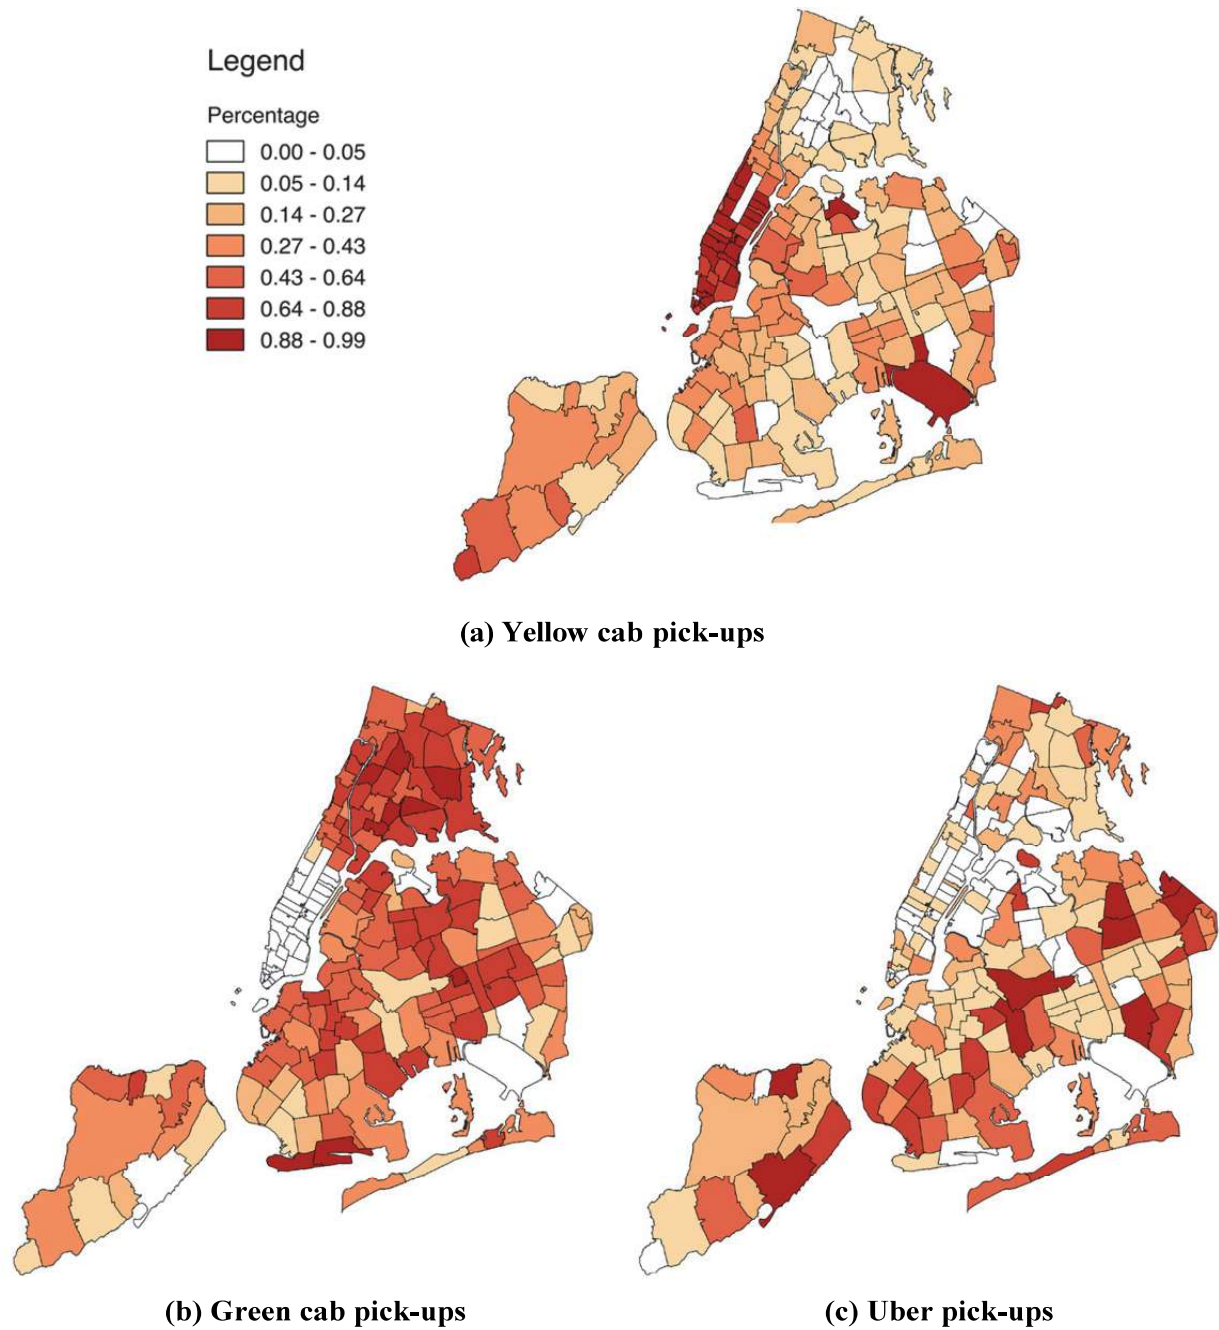 Legend
Percentage
0.00 - 0.05
0.05 - 0.14
0.14 - 0.27
0.27 - 0.43
0.43 - 0.64
0.64 - 0.88
0.88 - 0.99
(a) Yellow cab pick-ups
(b) Green cab pick-ups
(c) Uber pick-ups